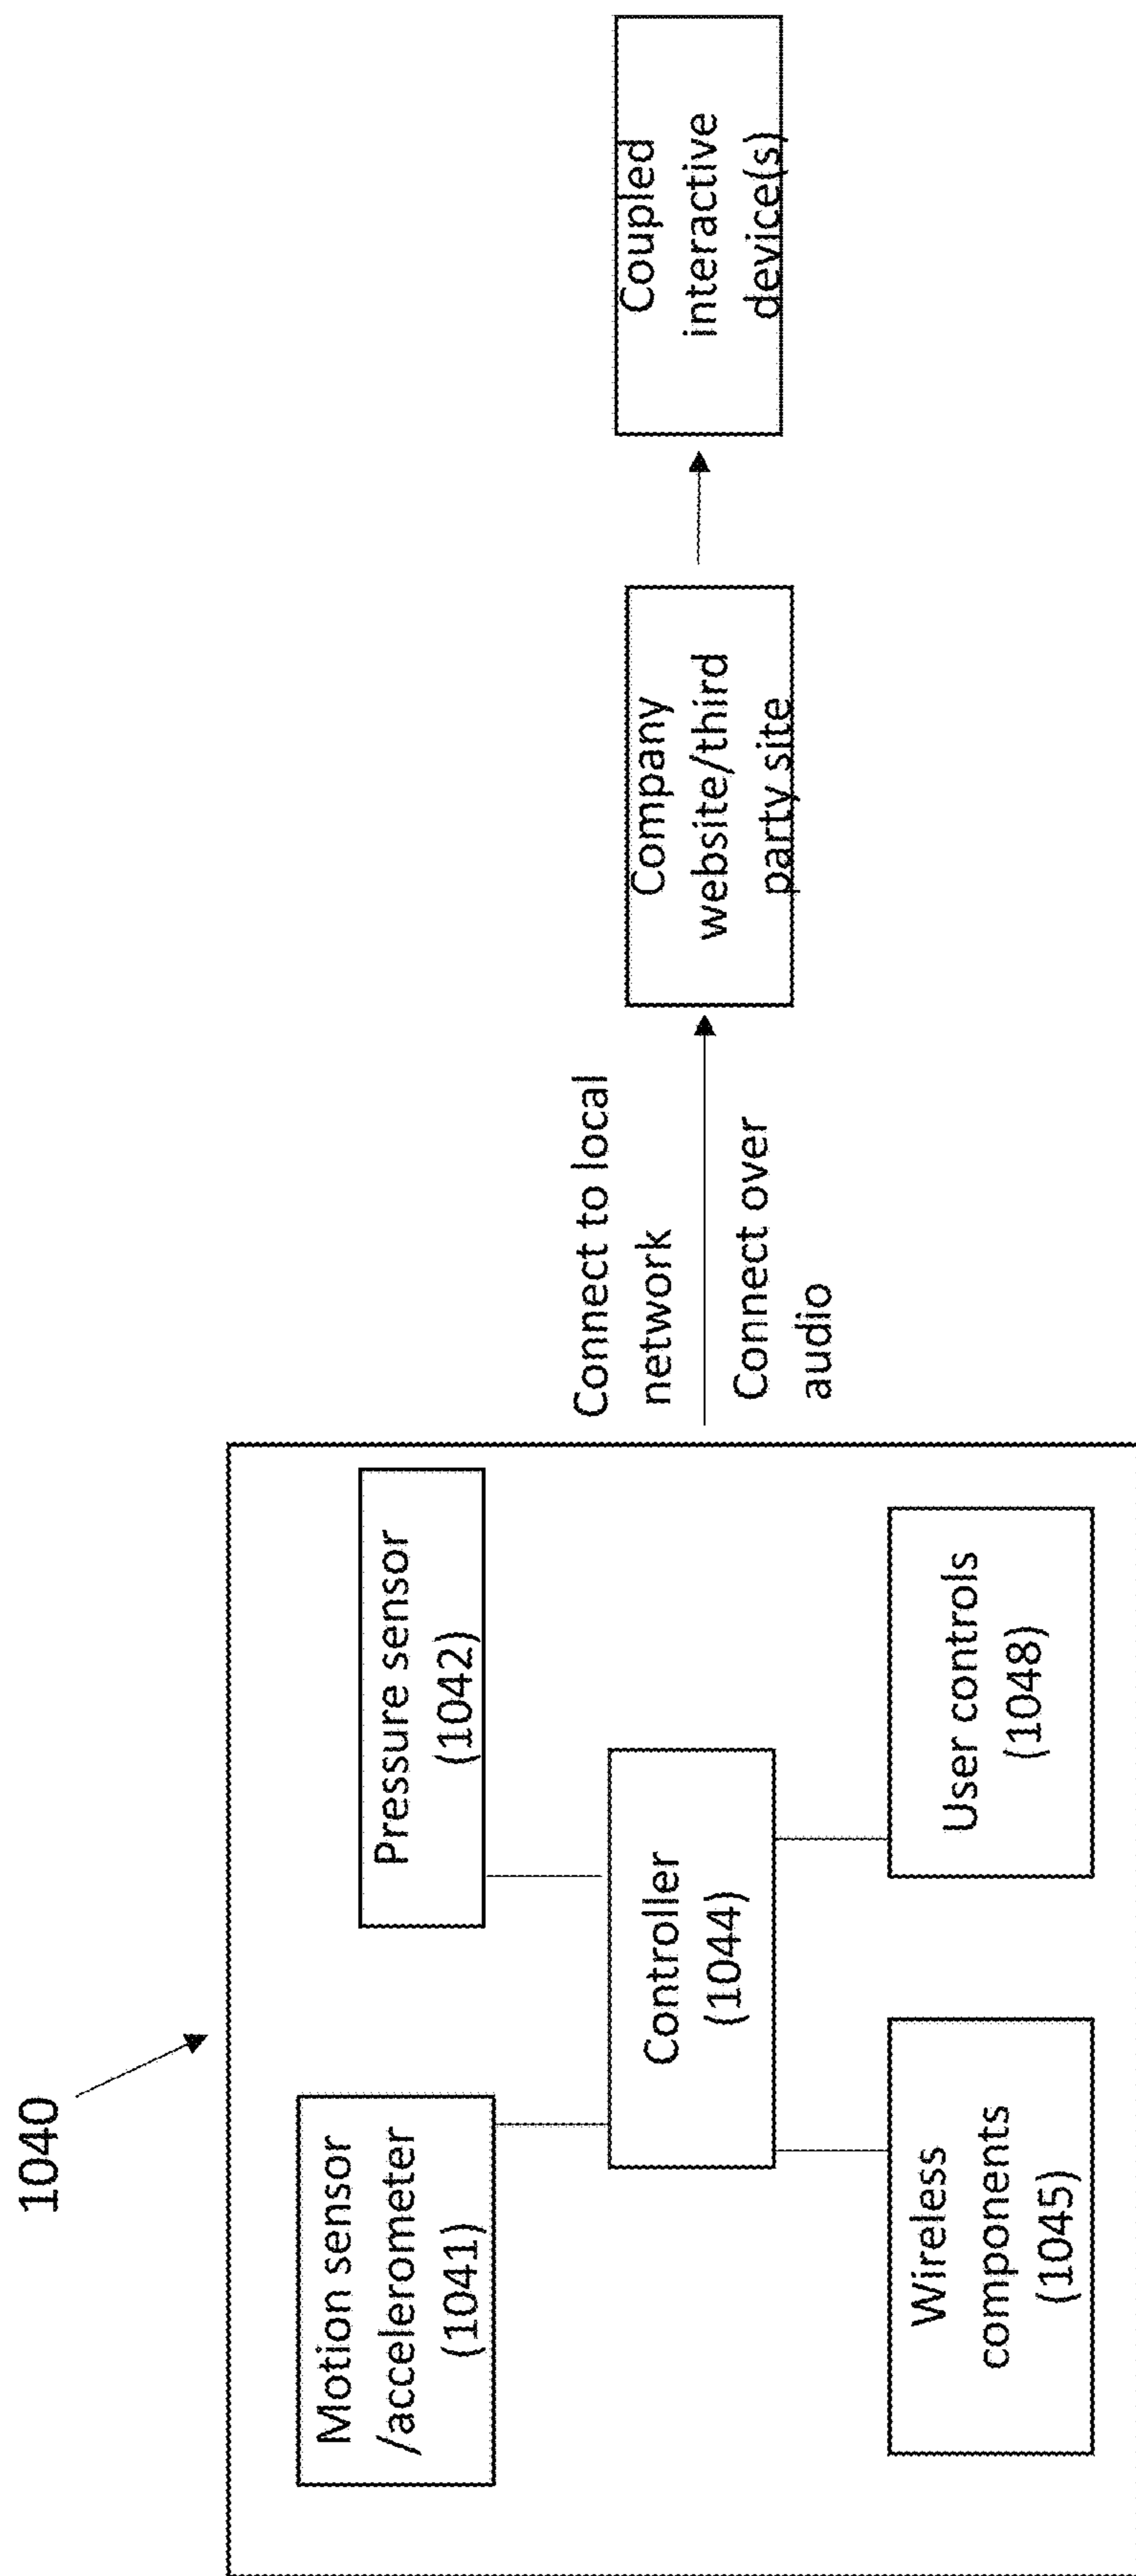 1040
Motion sensor
/accelerometer
(1041)
Pressure sensor
(1042)
Controller
(1044)
Wireless
components
(1045)
User controls
(1048)
Connect to local
network
Connect over
audio
Company
website/third
party site
Coupled
interactive
device(s)